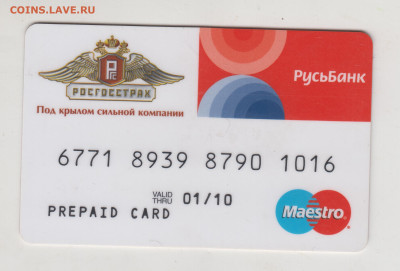 COINS.LAVE.RU
РОСГОССТРАХ
РусьБанк
Под крылом сильной компании
6771 8939 8790 1016
VALID THRU 01/10
PREPAID CARD
Maestro